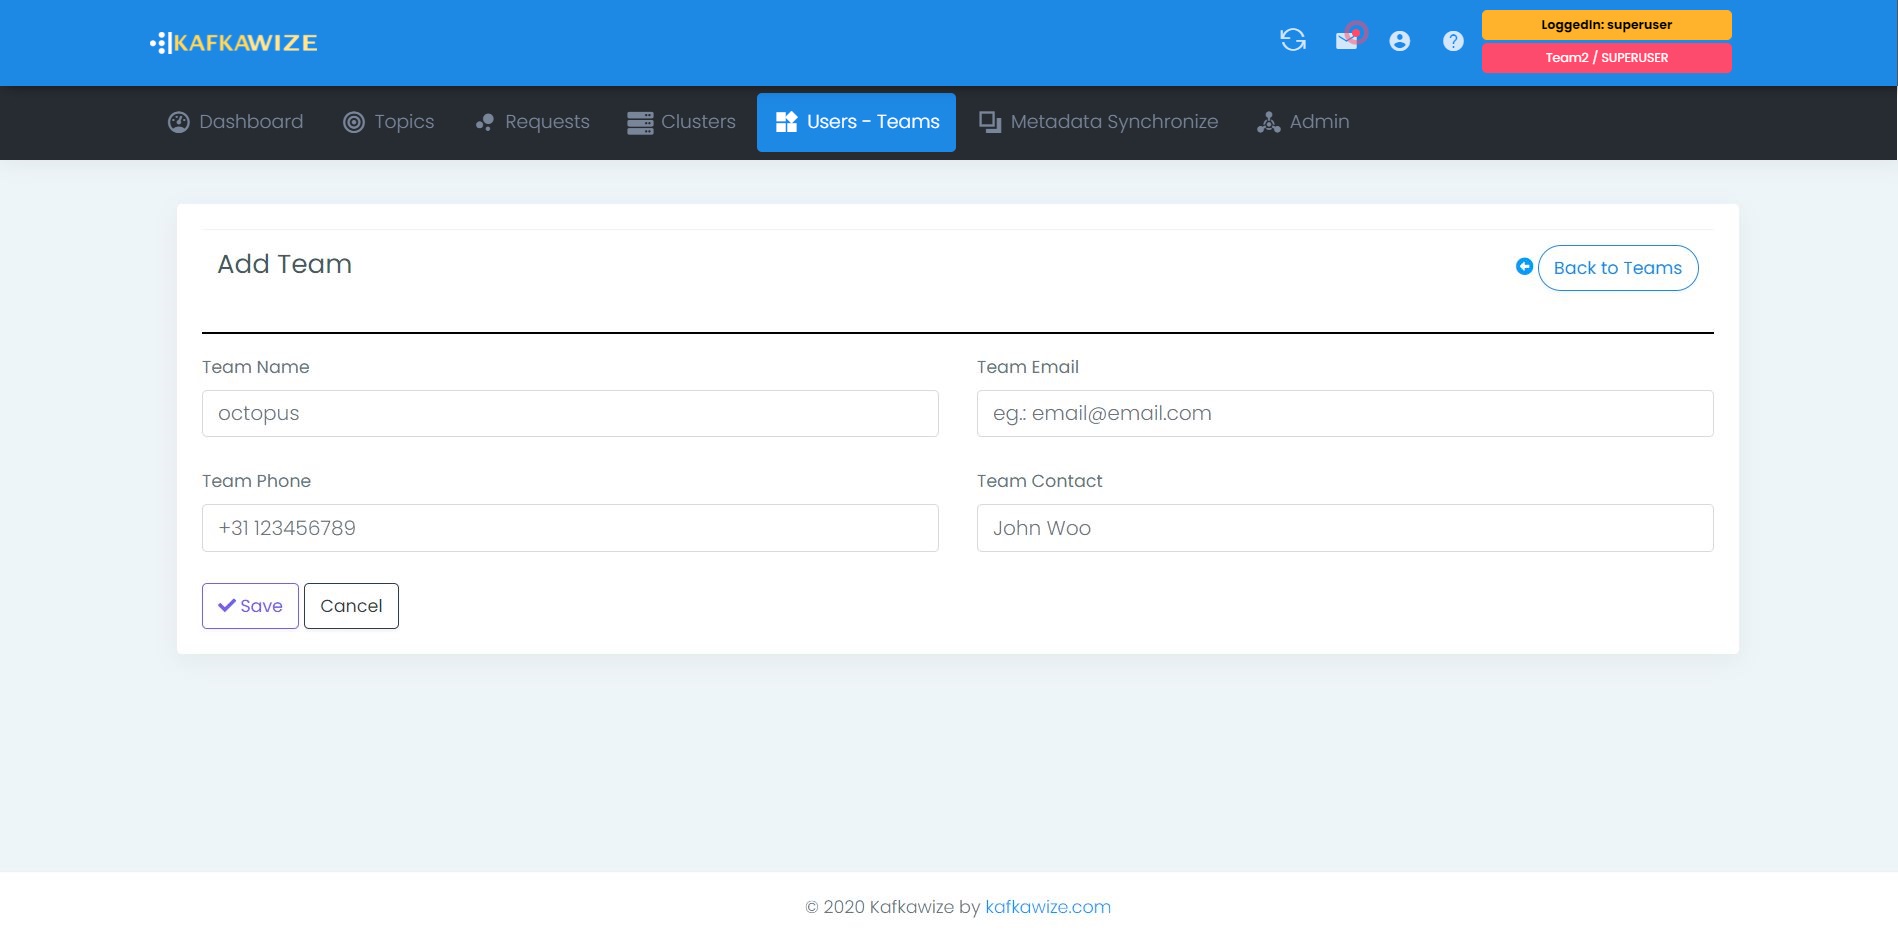 KAFKAWIZE
LoggedIn: superuser
Team2 / SUPERUSER
Dashboard
Topics
Requests
Clusters
Users - Teams
Metadata Synchronize
Admin
Add Team
Back to Teams
Team Name
Team Email
octopus
eg.: email@email.com
Team Phone
Team Contact
+31 123456789
John Woo
Save
Cancel
© 2020 Kafkawize by kafkawize.com